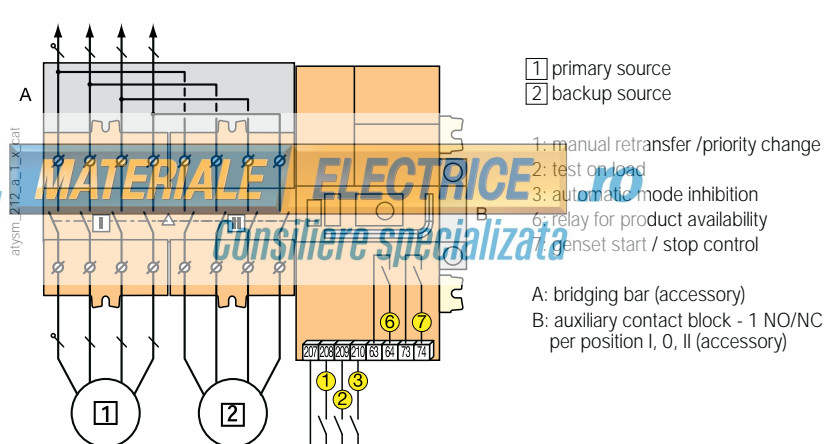 A
1 primary source
2 backup source
1: manual retransfer /priority change
2: test on load
3: automatic mode inhibition
6: relay for product availability
7: genset start / stop control
A: bridging bar (accessory)
B: auxiliary contact block - 1 NO/NC
per position I, 0, II (accessory)
atysm_212_a_1_x_cat
MATERIALE ELECTRICE .ro
Consiliere specializata
I
II
B
6 7
207 208 209 210 63 64 73 74
1 3
2
1 2